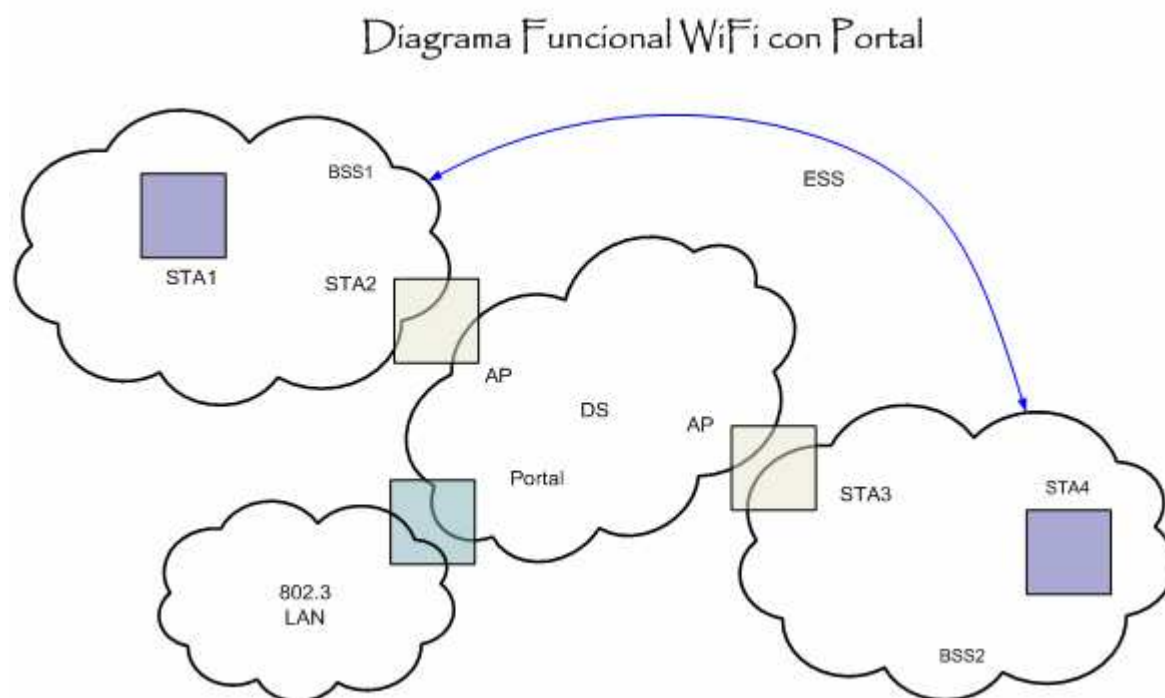 Diagrama Funcional WiFi con Portal
BSS1
ESS
STA1
STA2
AP
DS
AP
Portal
STA3
STA4
802.3
LAN
BSS2